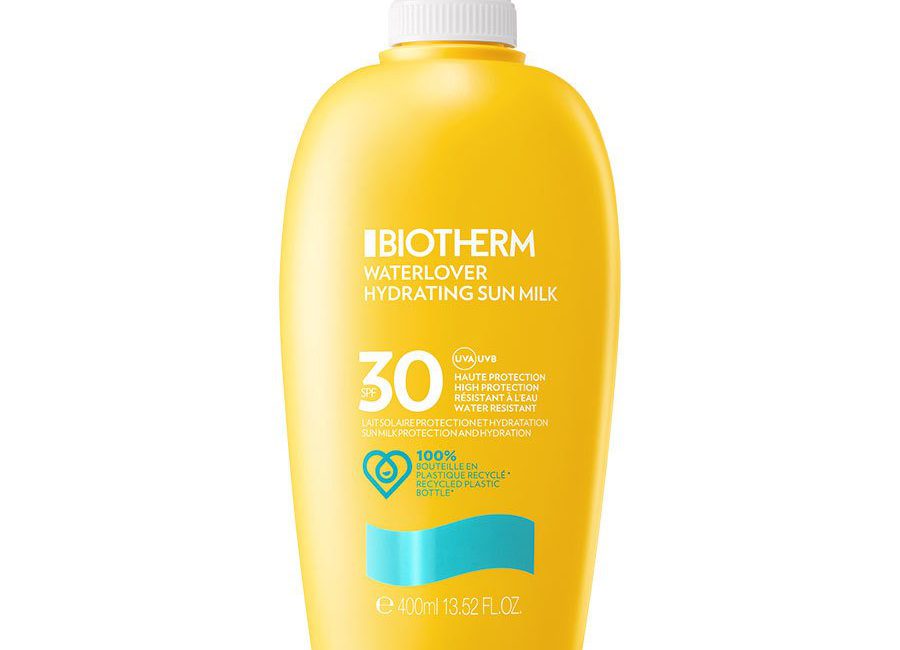 BIOTHERM
WATERLOVER
HYDRATING SUN MILK
30
SPF
UVA UVB
HAUTE PROTECTION
HIGH PROTECTION
RÉSISTANT À L'EAU
WATER RESISTANT
LAIT SOLAIRE PROTECTION ET HYDRATATION
SUN MILK PROTECTION AND HYDRATION
100%
BOUTEILLE EN
PLASTIQUE RECYCLÉ*
RECYCLED PLASTIC
BOTTLE*
℮ 400ml 13.52 FL.OZ.